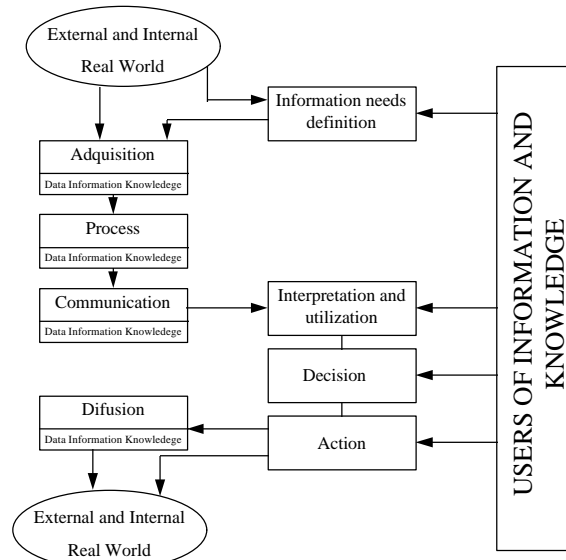 External and Internal
Real World
Information needs
definition
Adquisition
Data Information Knowledege
Process
Data Information Knowledege
Communication
Data Information Knowledege
Interpretation and
utilization
Decision
Difusion
Data Information Knowledege
Action
External and Internal
Real World
USERS OF INFORMATION AND
KNOWLEDGE